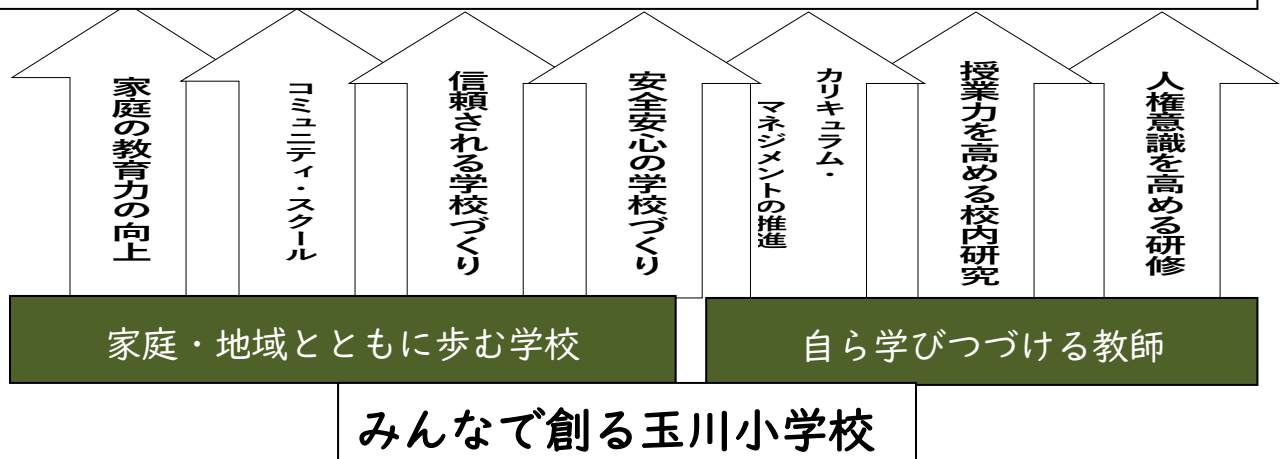 家庭の教育力の向上
コミュニティ・スクール
信頼される学校づくり
安全安心の学校づくり
カリキュラム・
マネジメントの推進
授業力を高める校内研究
人権意識を高める研修
家庭・地域とともに歩む学校
自ら学びつづける教師
みんなで創る玉川小学校